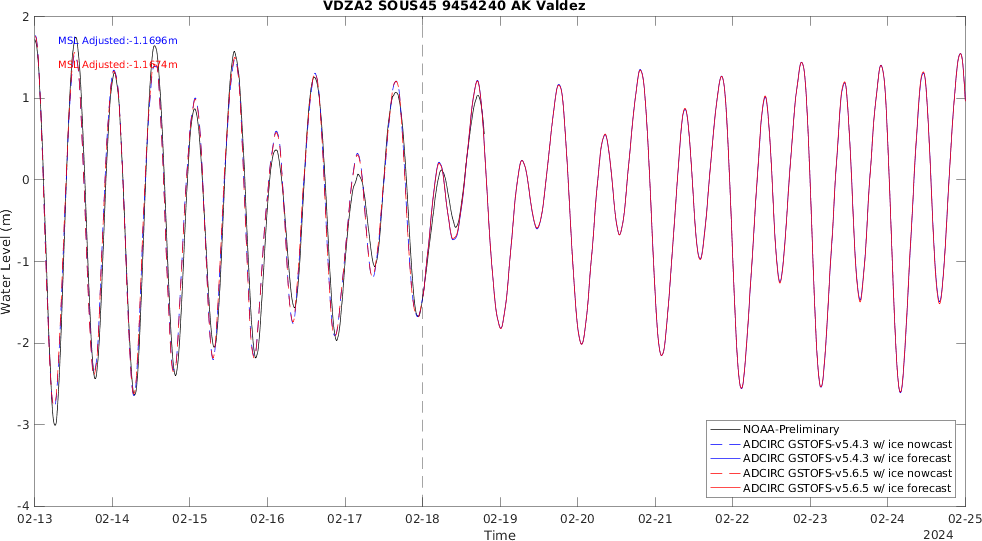 VDZA2 SOUS45 9454240 AK Valdez
MSL Adjusted:-1.1696m
MSL Adjusted:-1.1674m
Water Level (m)
2
1
0
-1
-2
-3
-4
02-13 02-14 02-15 02-16 02-17 02-18 02-19 02-20 02-21 02-22 02-23 02-24 02-25
Time
2024
NOAA-Preliminary
ADCIRC GSTOFS-v5.4.3 w/ ice nowcast
ADCIRC GSTOFS-v5.4.3 w/ ice forecast
ADCIRC GSTOFS-v5.6.5 w/ ice nowcast
ADCIRC GSTOFS-v5.6.5 w/ ice forecast